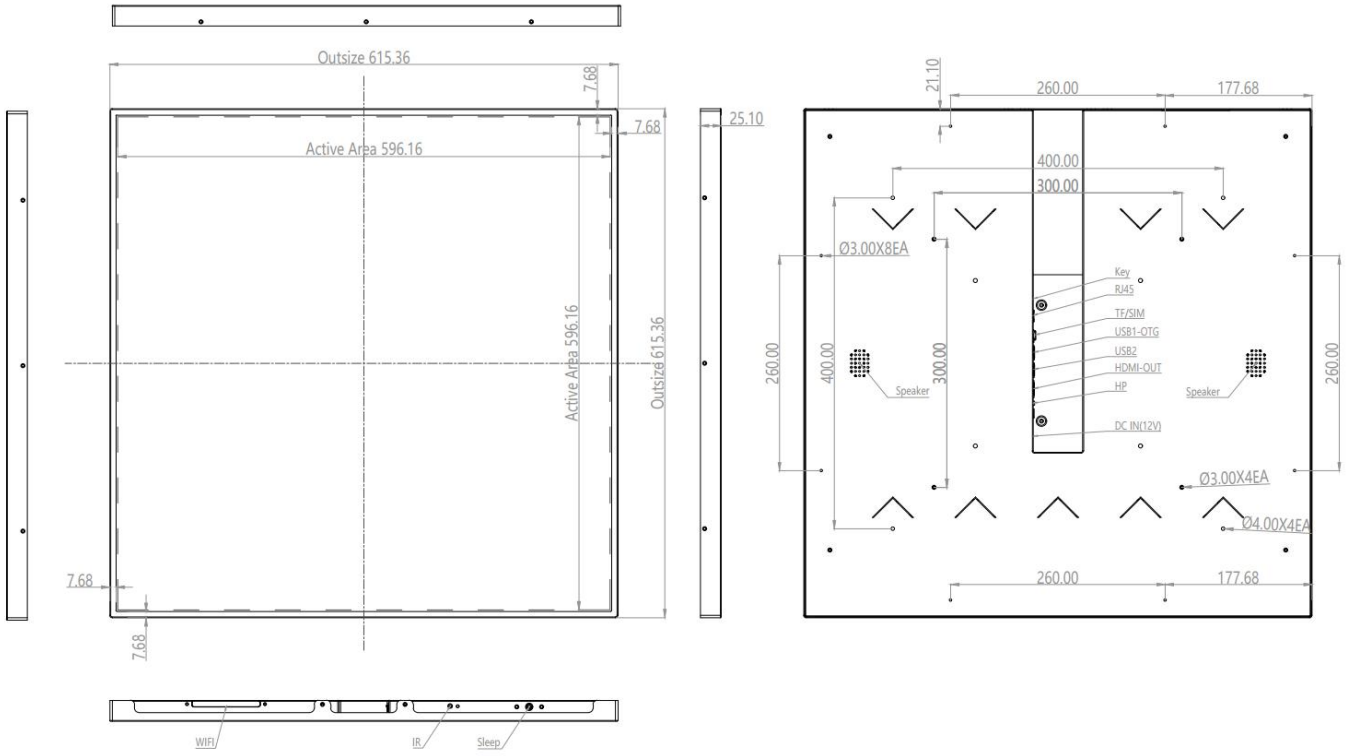 Outsize 615.36
7.68
7.68
Active Area 596.16
Active Area 596.16
Outsize 615.36
7.68
7.68
25.10
21.10
260.00
177.68
400.00
300.00
Ø3.00X8EA
Key
RJ45
TF/SIM
USB1-OTG
USB2
HDMI-OUT
HP
DC IN(12V)
260.00
400.00
300.00
260.00
Speaker
Speaker
Ø3.00X4EA
Ø4.00X4EA
260.00
177.68
WIFI
IR
Sleep